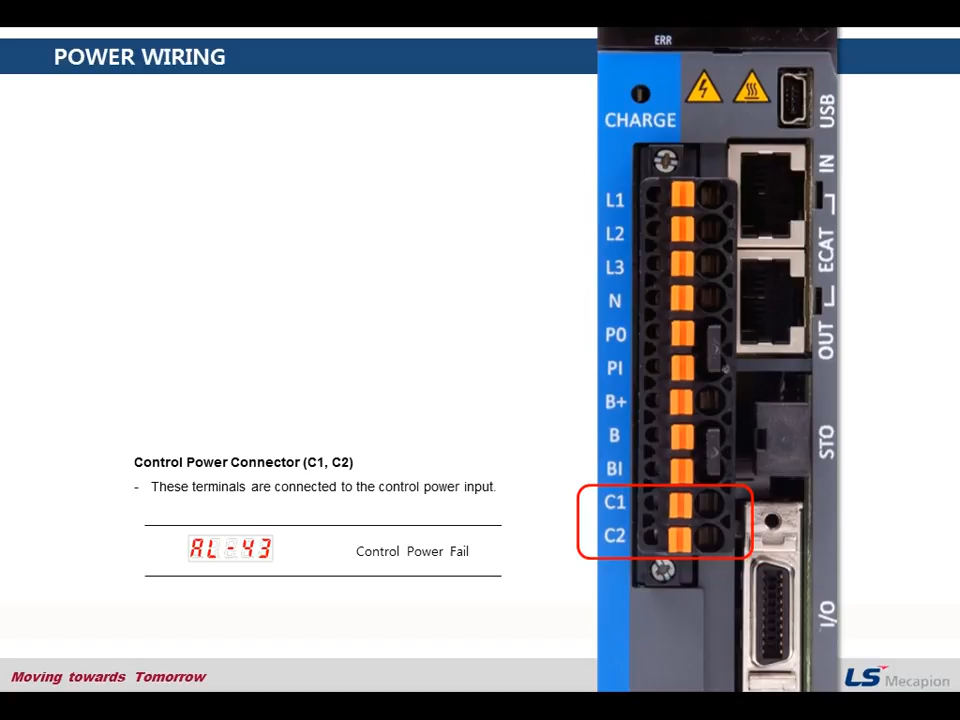 POWER WIRING
ERR
CHARGE
USB
IN
ECAT
OUT
STO
I/O
L1
L2
L3
N
P0
PI
B+
B
BI
C1
C2
Control Power Connector (C1, C2)
- These terminals are connected to the control power input.
AL-43 Control Power Fail
Moving towards Tomorrow
LS Mecapion